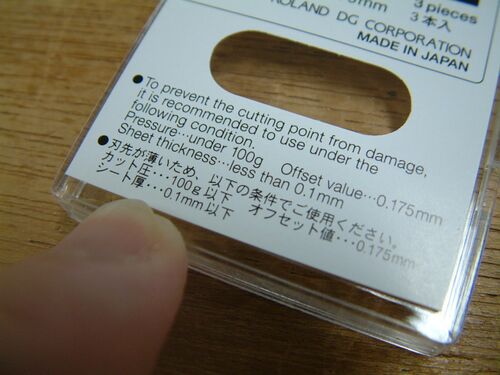 3 pieces
3本入
ROLAND DG CORPORATION
MADE IN JAPAN
●To prevent the cutting point from damage,
it is recommended to use under the
following condition.
Pressure···under 100g Offset value···0.175mm
Sheet thickness···less than 0.1mm
●刃先が薄いため、以下の条件でご使用ください。
カット圧···100g以下 オフセット値···0.175mm
シート厚···0.1mm以下